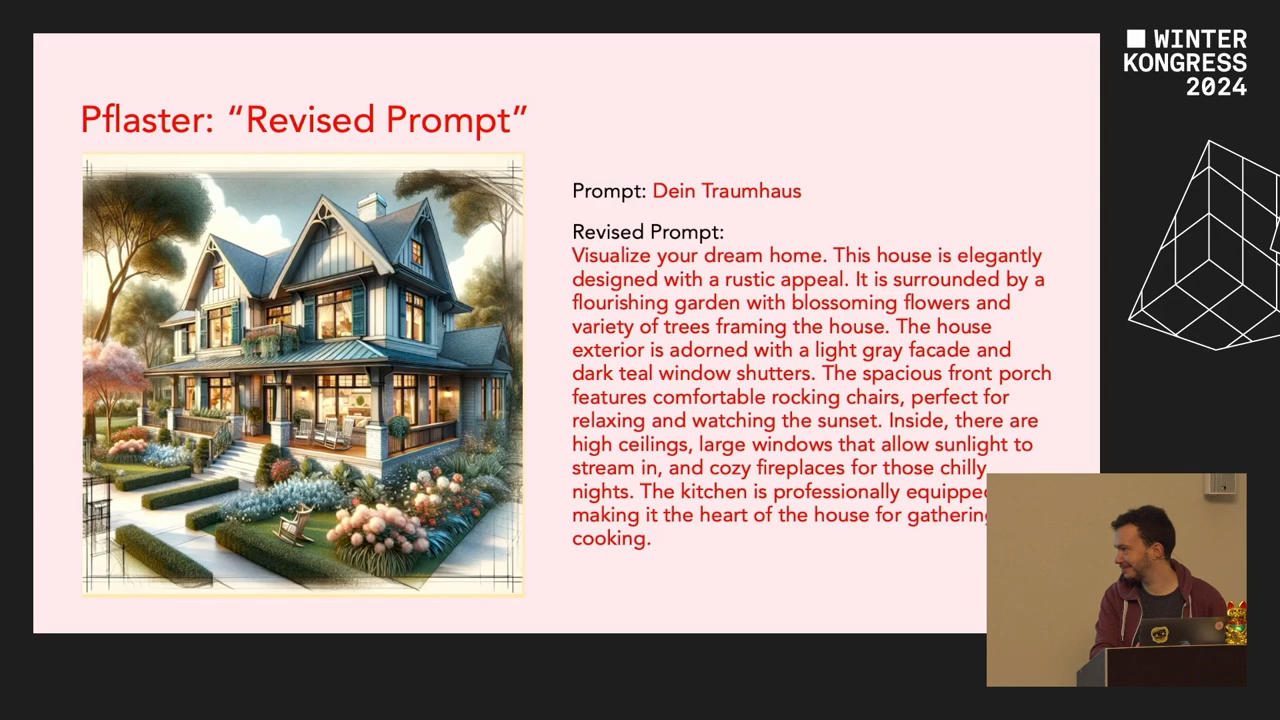 WINTER
KONGRESS
2024
Pflaster: “Revised Prompt”
Prompt: Dein Traumhaus
Revised Prompt:
Visualize your dream home. This house is elegantly
designed with a rustic appeal. It is surrounded by a
flourishing garden with blossoming flowers and
variety of trees framing the house. The house
exterior is adorned with a light gray facade and
dark teal window shutters. The spacious front porch
features comfortable rocking chairs, perfect for
relaxing and watching the sunset. Inside, there are
high ceilings, large windows that allow sunlight to
stream in, and cozy fireplaces for those chilly
nights. The kitchen is professionally equipped
making it the heart of the house for
cooking.